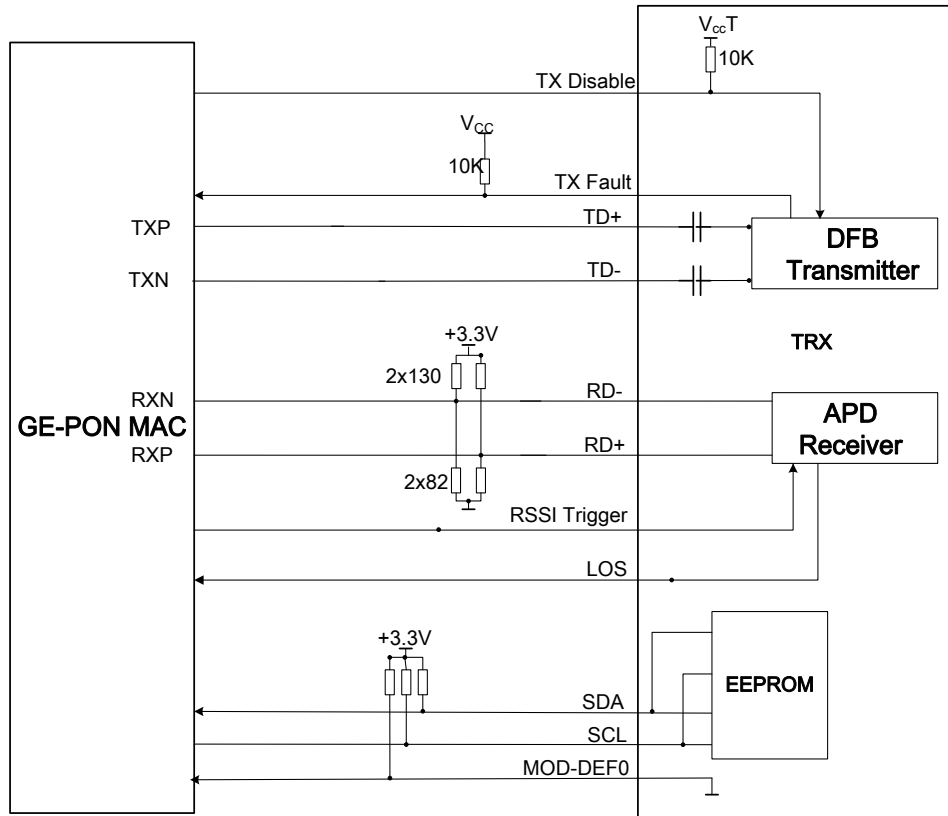 VccT
10K
TX Disable
VCC
10K
TX Fault
TXP
TD+
DFB
Transmitter
TXN
TD-
TRX
+3.3V
2x130
RXN
RD-
APD
Receiver
GE-PON MAC
RXP
RD+
2x82
RSSI Trigger
LOS
+3.3V
EEPROM
SDA
SCL
MOD-DEF0